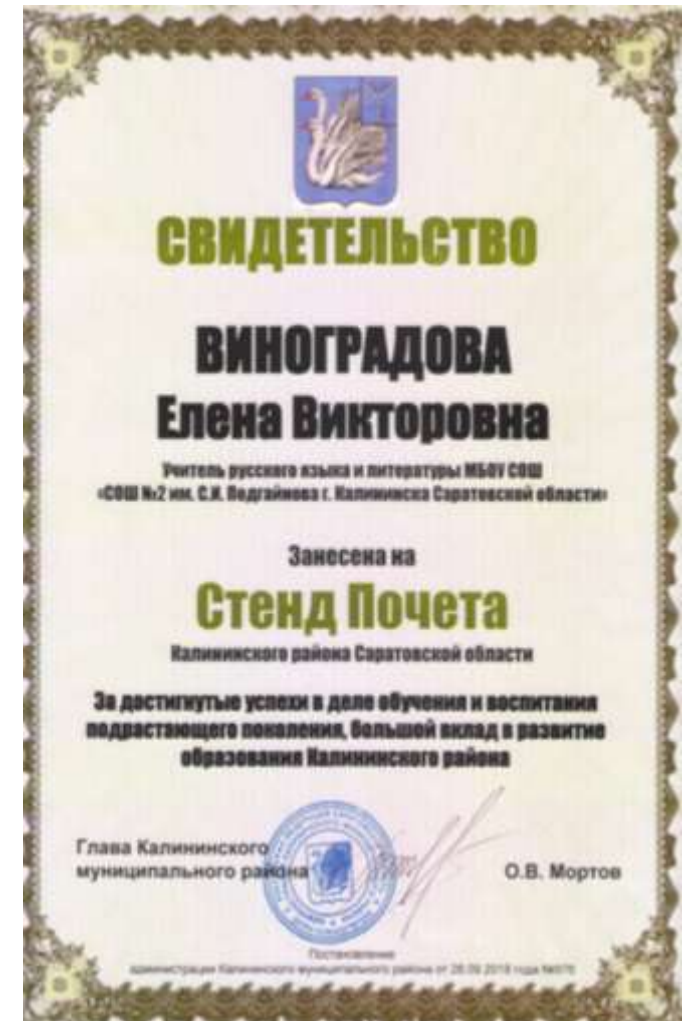 СВИДЕТЕЛЬСТВО
ВИНОГРАДОВА
Елена Викторовна
Учитель русского языка и литературы МБОУ СОШ
«СОШ №2 им. С.И. Подгайнова г. Калининска Саратовской области»
Занесена на
Стенд Почета
Калининского района Саратовской области
За достигнутые успехи в деле обучения и воспитания
подрастающего поколения, большой вклад в развитие
образования Калининского района
Глава Калининского
муниципального района
О.В. Мортов
Постановление
администрации Калининского муниципального района от 2018 года